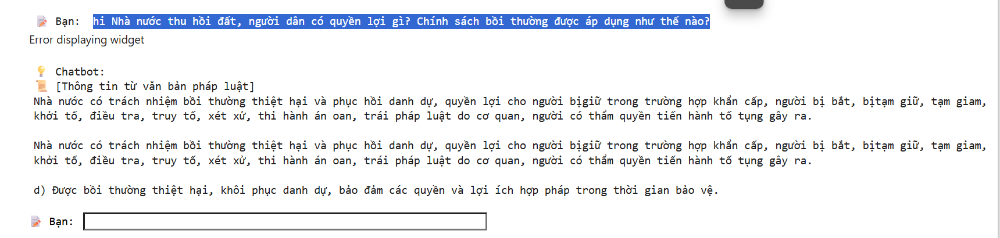 Bạn: hi Nhà nước thu hồi đất, người dân có quyền lợi gì? Chính sách bồi thường được áp dụng như thế nào?
Error displaying widget
Chatbot:
[Thông tin từ văn bản pháp luật]
Nhà nước có trách nhiệm bồi thường thiệt hại và phục hồi danh dự, quyền lợi cho người bịgiữ trong trường hợp khẩn cấp, người bị bắt, bịtạm giữ, tạm giam,
khởi tố, điều tra, truy tố, xét xử, thi hành án oan, trái pháp luật do cơ quan, người có thẩm quyền tiến hành tố tụng gây ra.
Nhà nước có trách nhiệm bồi thường thiệt hại và phục hồi danh dự, quyền lợi cho người bịgiữ trong trường hợp khẩn cấp, người bị bắt, bịtạm giữ, tạm giam,
khởi tố, điều tra, truy tố, xét xử, thi hành án oan, trái pháp luật do cơ quan, người có thẩm quyền tiến hành tố tụng gây ra.
d) Được bồi thường thiệt hại, khôi phục danh dự, bảo đảm các quyền và lợi ích hợp pháp trong thời gian bảo vệ.
Bạn: